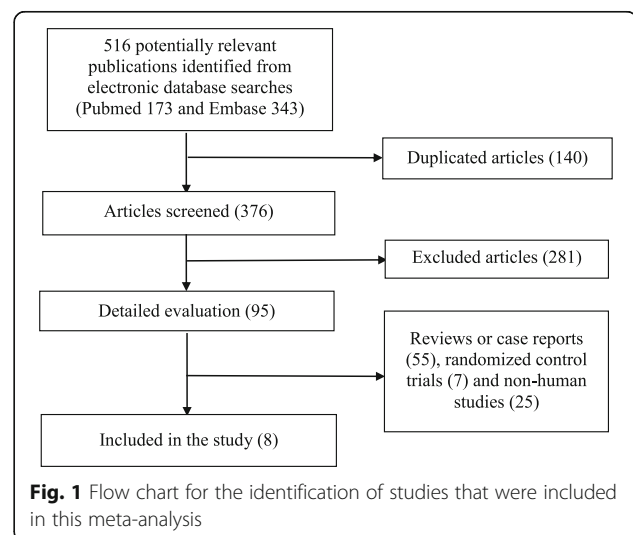 516 potentially relevant
publications identified from
electronic database searches
(Pubmed 173 and Embase 343)
Duplicated articles (140)
Articles screened (376)
Excluded articles (281)
Detailed evaluation (95)
Reviews or case reports
(55), randomized control
trials (7) and non-human
studies (25)
Included in the study (8)
Fig. 1 Flow chart for the identification of studies that were included
in this meta-analysis